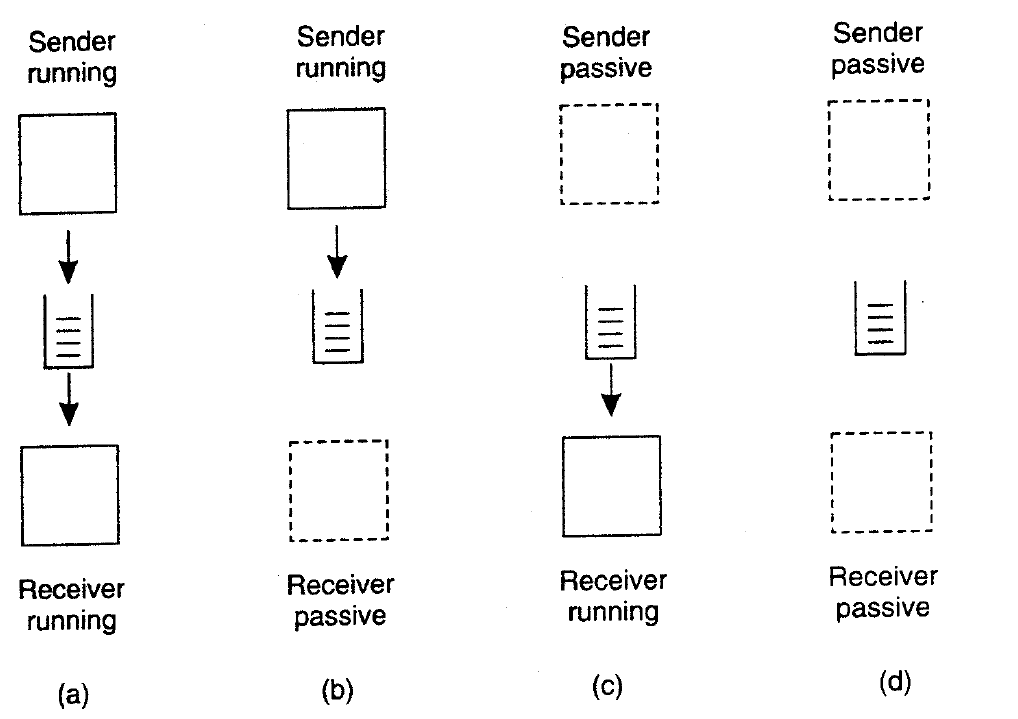 Sender
running
Sender
running
Sender
passive
Sender
passive
Receiver
running
Receiver
passive
Receiver
running
Receiver
passive
(a)
(b)
(c)
(d)